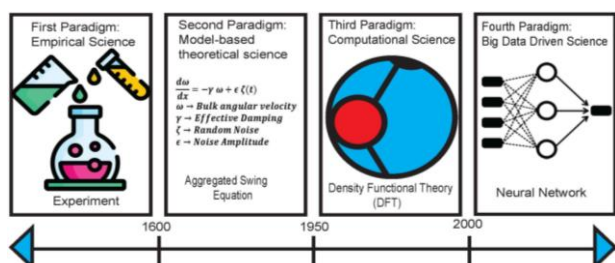 First Paradigm:
Empirical Science
Experiment
Second Paradigm:
Model-based
theoretical science
dω/dx = −γ ω + ϵ ζ(t)
ω → Bulk angular velocity
γ → Effective Damping
ζ → Random Noise
ϵ → Noise Amplitude
Aggregated Swing
Equation
Third Paradigm:
Computational Science
Density Functional Theory
(DFT)
Fourth Paradigm:
Big Data Driven Science
Neural Network
1600
1950
2000